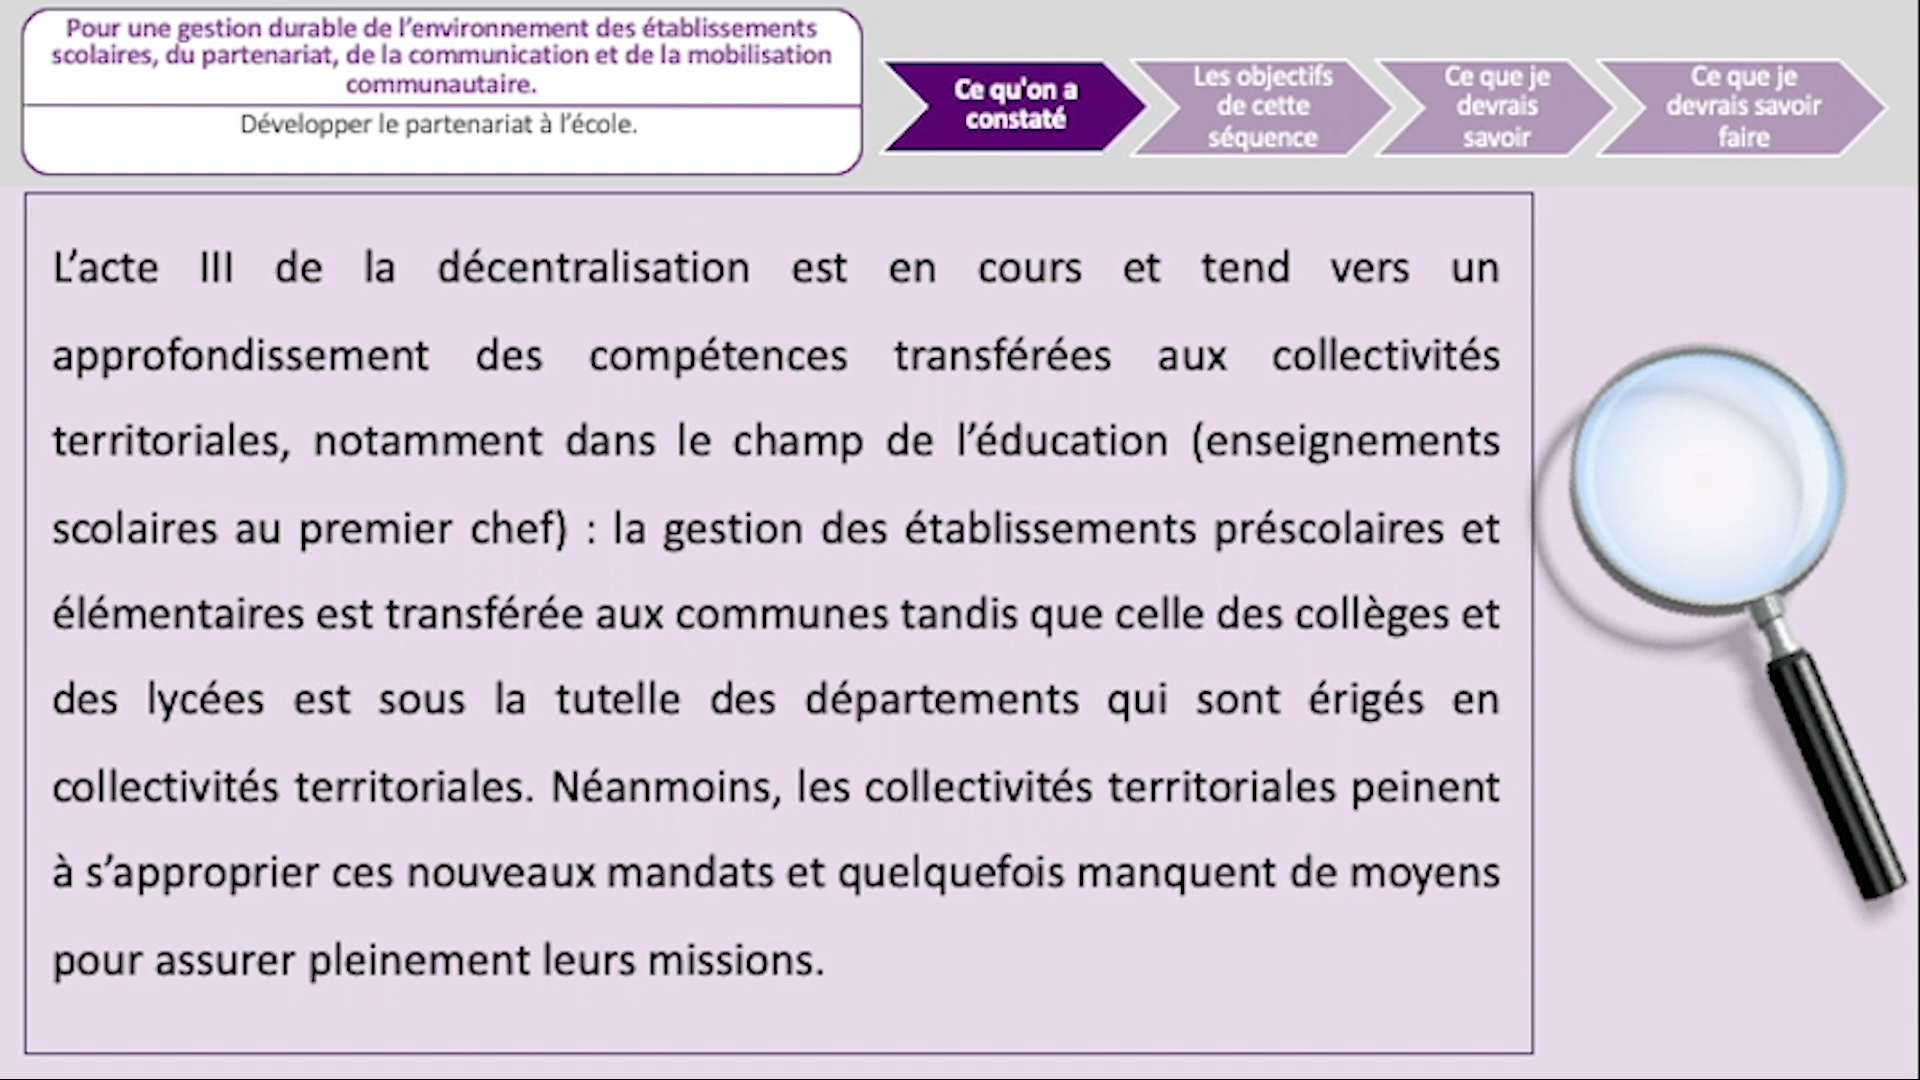 Pour une gestion durable de l’environnement des établissements
scolaires, du partenariat, de la communication et de la mobilisation
communautaire.
Développer le partenariat à l’école.
Ce qu'on a
constaté
Les objectifs
de cette
séquence
Ce que je
devrais
savoir
Ce que je
devrais savoir
faire
L’acte III de la décentralisation est en cours et tend vers un
approfondissement des compétences transférées aux collectivités
territoriales, notamment dans le champ de l’éducation (enseignements
scolaires au premier chef) : la gestion des établissements préscolaires et
élémentaires est transférée aux communes tandis que celle des collèges et
des lycées est sous la tutelle des départements qui sont érigés en
collectivités territoriales. Néanmoins, les collectivités territoriales peinent
à s’approprier ces nouveaux mandats et quelquefois manquent de moyens
pour assurer pleinement leurs missions.